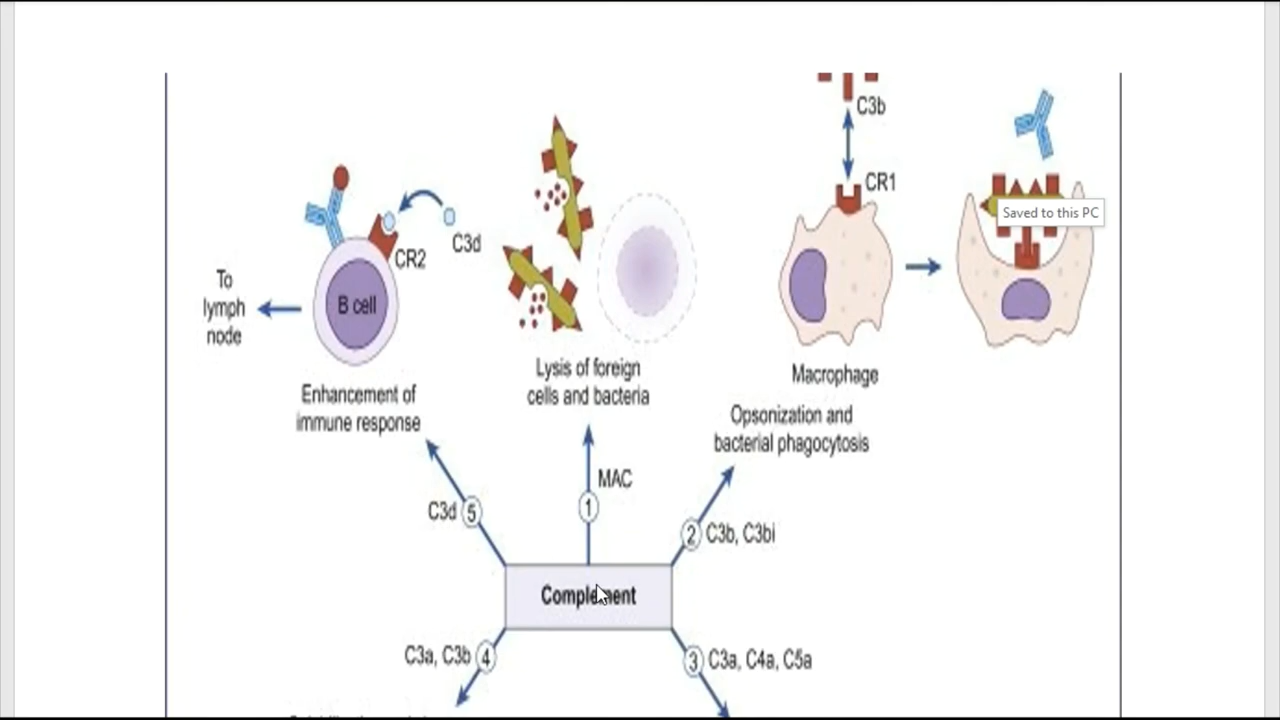 C3b
CR1
Saved to this PC
C3d
CR2
To
lymph
node
B cell
Lysis of foreign
cells and bacteria
Macrophage
Enhancement of
immune response
Opsonization and
bacterial phagocytosis
MAC
C3d 5
1
2 C3b, C3bi
Complement
C3a, C3b 4
3 C3a, C4a, C5a